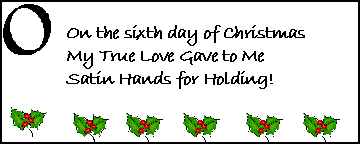 O On the sixth day of Christmas
My True Love Gave to Me
Satin Hands for Holding!